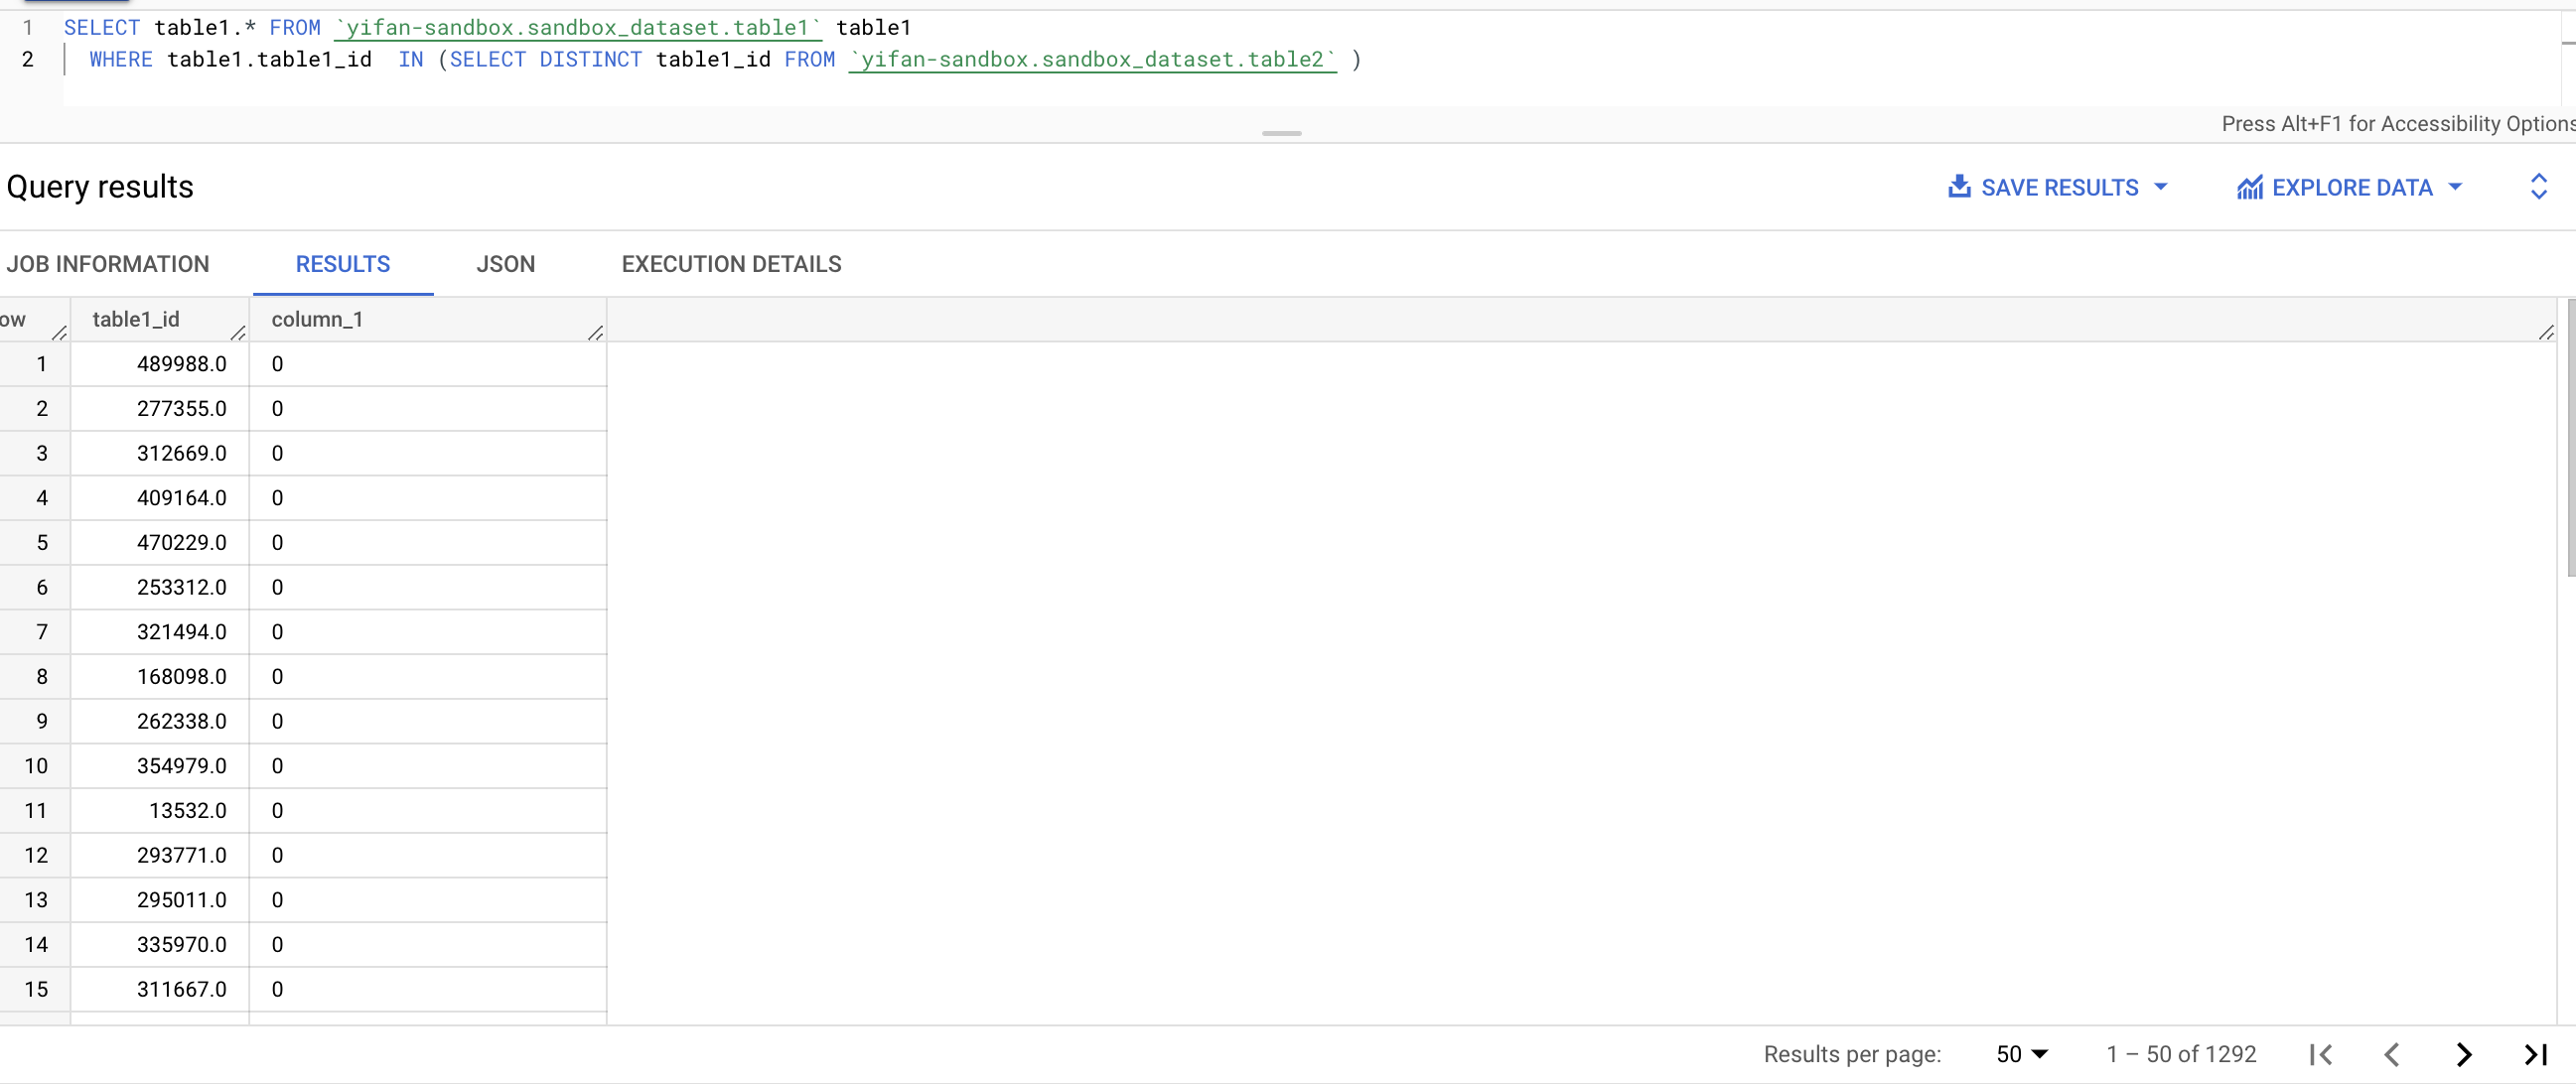 1 SELECT table1.* FROM `yifan-sandbox.sandbox_dataset.table1` table1
2 WHERE table1.table1_id  IN (SELECT DISTINCT table1_id FROM `yifan-sandbox.sandbox_dataset.table2` )
Press Alt+F1 for Accessibility Options
Query results
SAVE RESULTS EXPLORE DATA
JOB INFORMATION RESULTS JSON EXECUTION DETAILS
ow table1_id column_1
1 489988.0 0
2 277355.0 0
3 312669.0 0
4 409164.0 0
5 470229.0 0
6 253312.0 0
7 321494.0 0
8 168098.0 0
9 262338.0 0
10 354979.0 0
11 13532.0 0
12 293771.0 0
13 295011.0 0
14 335970.0 0
15 311667.0 0
Results per page: 50 1 – 50 of 1292